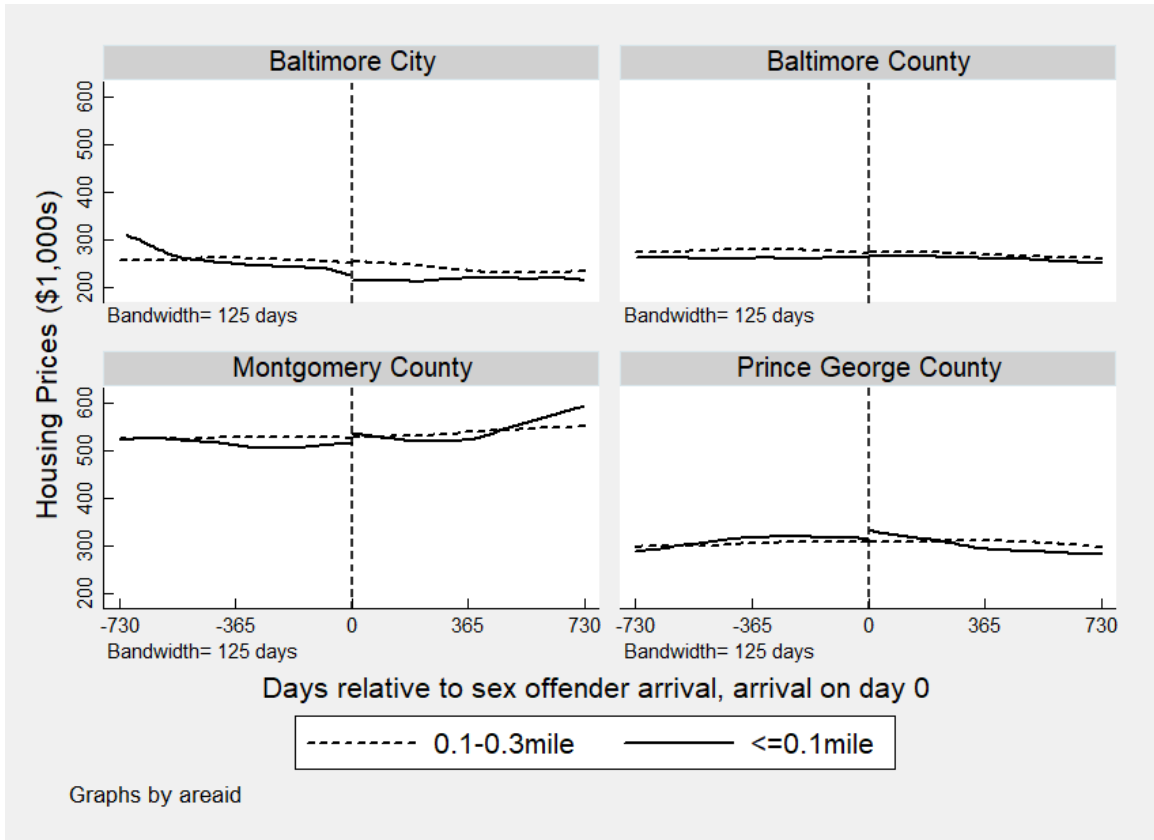 Baltimore City
Baltimore County
600
500
400
300
200
Bandwidth= 125 days
Bandwidth= 125 days
Montgomery County
Prince George County
600
500
400
300
200
-730
-365
0
365
730
-730
-365
0
365
730
Bandwidth= 125 days
Bandwidth= 125 days
Housing Prices ($1,000s)
Days relative to sex offender arrival, arrival on day 0
0.1-0.3mile
<=0.1mile
Graphs by areaid